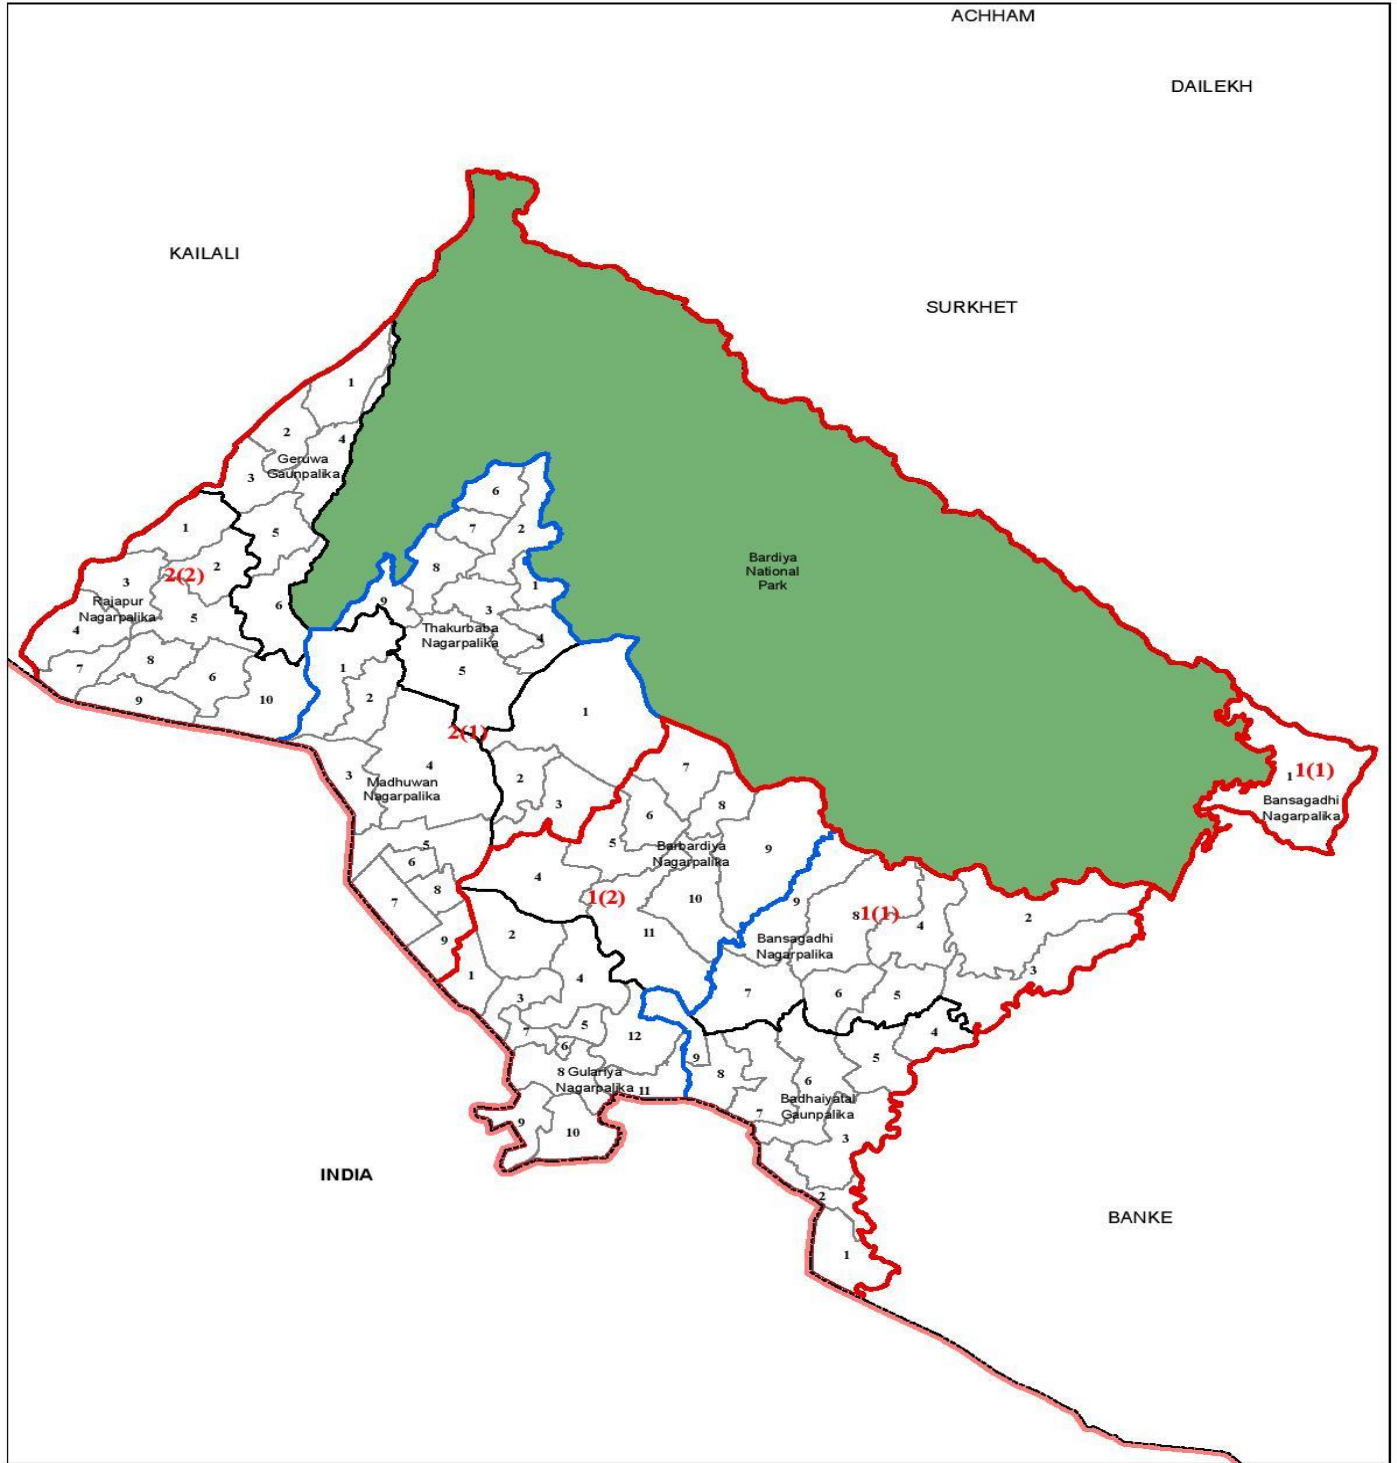 ACHHAM
DAILEKH
KAILALI
SURKHET
1
2
4
Geruwa
Gaunpalika
3
5
6
1
2(2)
2
3
Rajapur
Nagarpalika
4
5
7
8
6
9
10
6
7
2
8
1
9
3
Thakurbaba
Nagarpalika
4
5
Bardiya
National
Park
1
2
2(1)
3
4
Madhuwan
Nagarpalika
5
6
8
7
9
1
2
3
7
8
6
5
Barbardiya
Nagarpalika
9
4
1(2)
10
11
1
1(1)
Bansagadhi
Nagarpalika
9
8
1(1)
4
2
Bansagadhi
Nagarpalika
3
7
6
5
2
1
4
3
7
5
6
12
8
Gulariya
Nagarpalika
11
9
10
4
9
8
5
6
Badhaiyatal
Gaunpalika
7
3
2
1
INDIA
BANKE